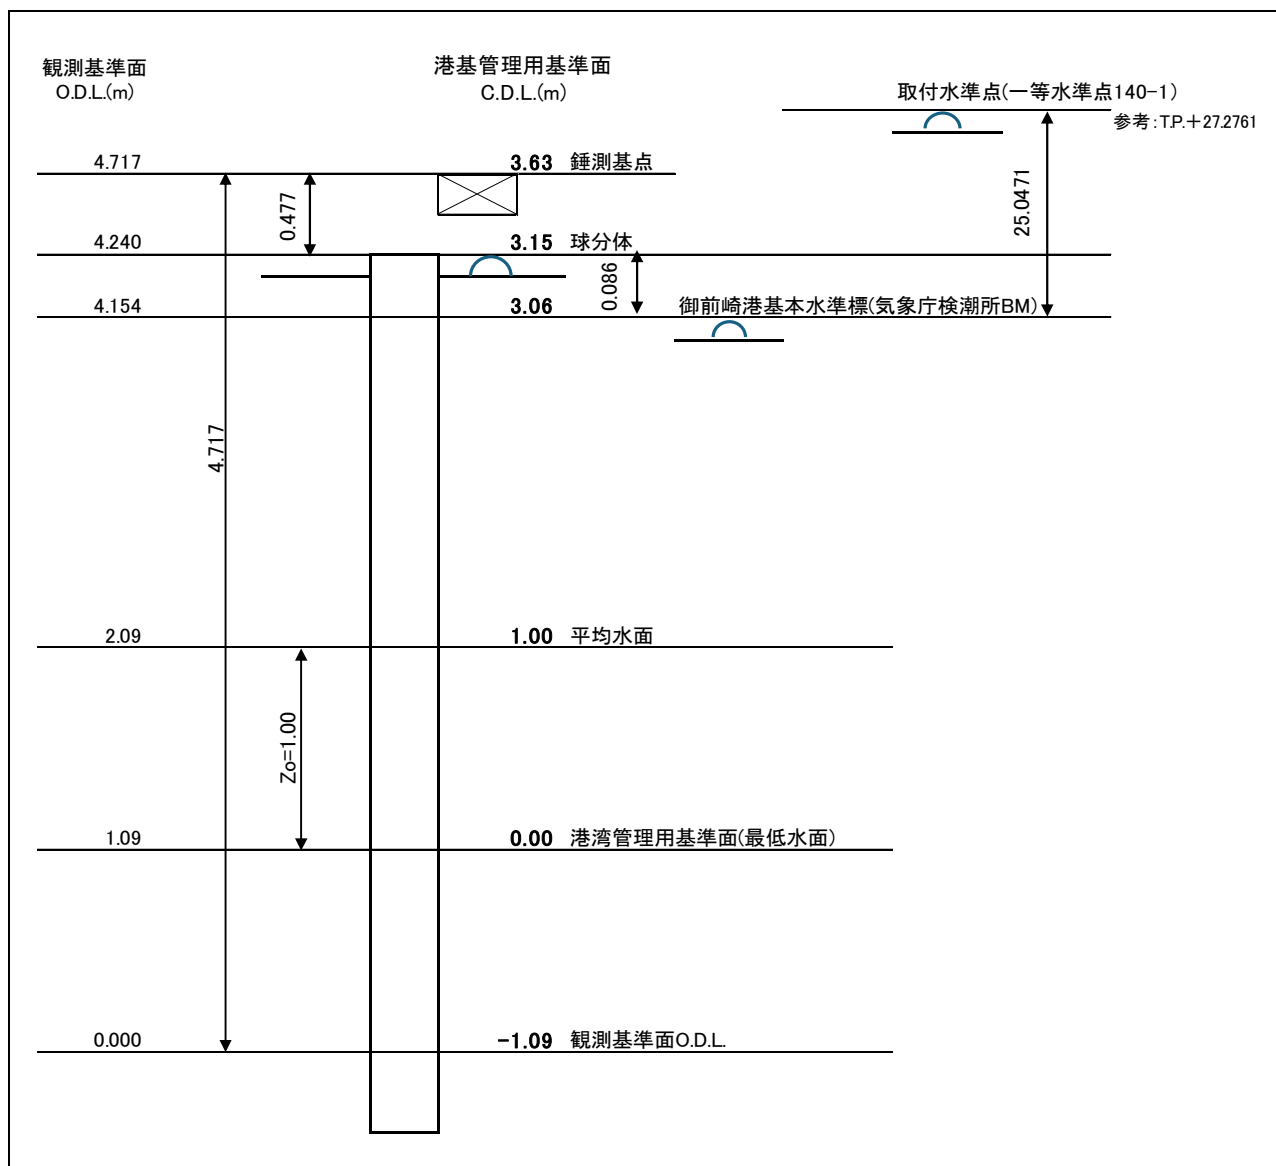 観測基準面
O.D.L.(m)
港基管理用基準面
C.D.L.(m)
取付水準点(一等水準点140-1)
参考:T.P.+27.2761
4.717
3.63 錘測基点
0.477
25.0471
4.240
3.15 球分体
0.086
4.154
3.06 御前崎港基本水準標(気象庁検潮所BM)
4.717
2.09
1.00 平均水面
Zo=1.00
1.09
0.00 港湾管理用基準面(最低水面)
0.000
-1.09 観測基準面O.D.L.